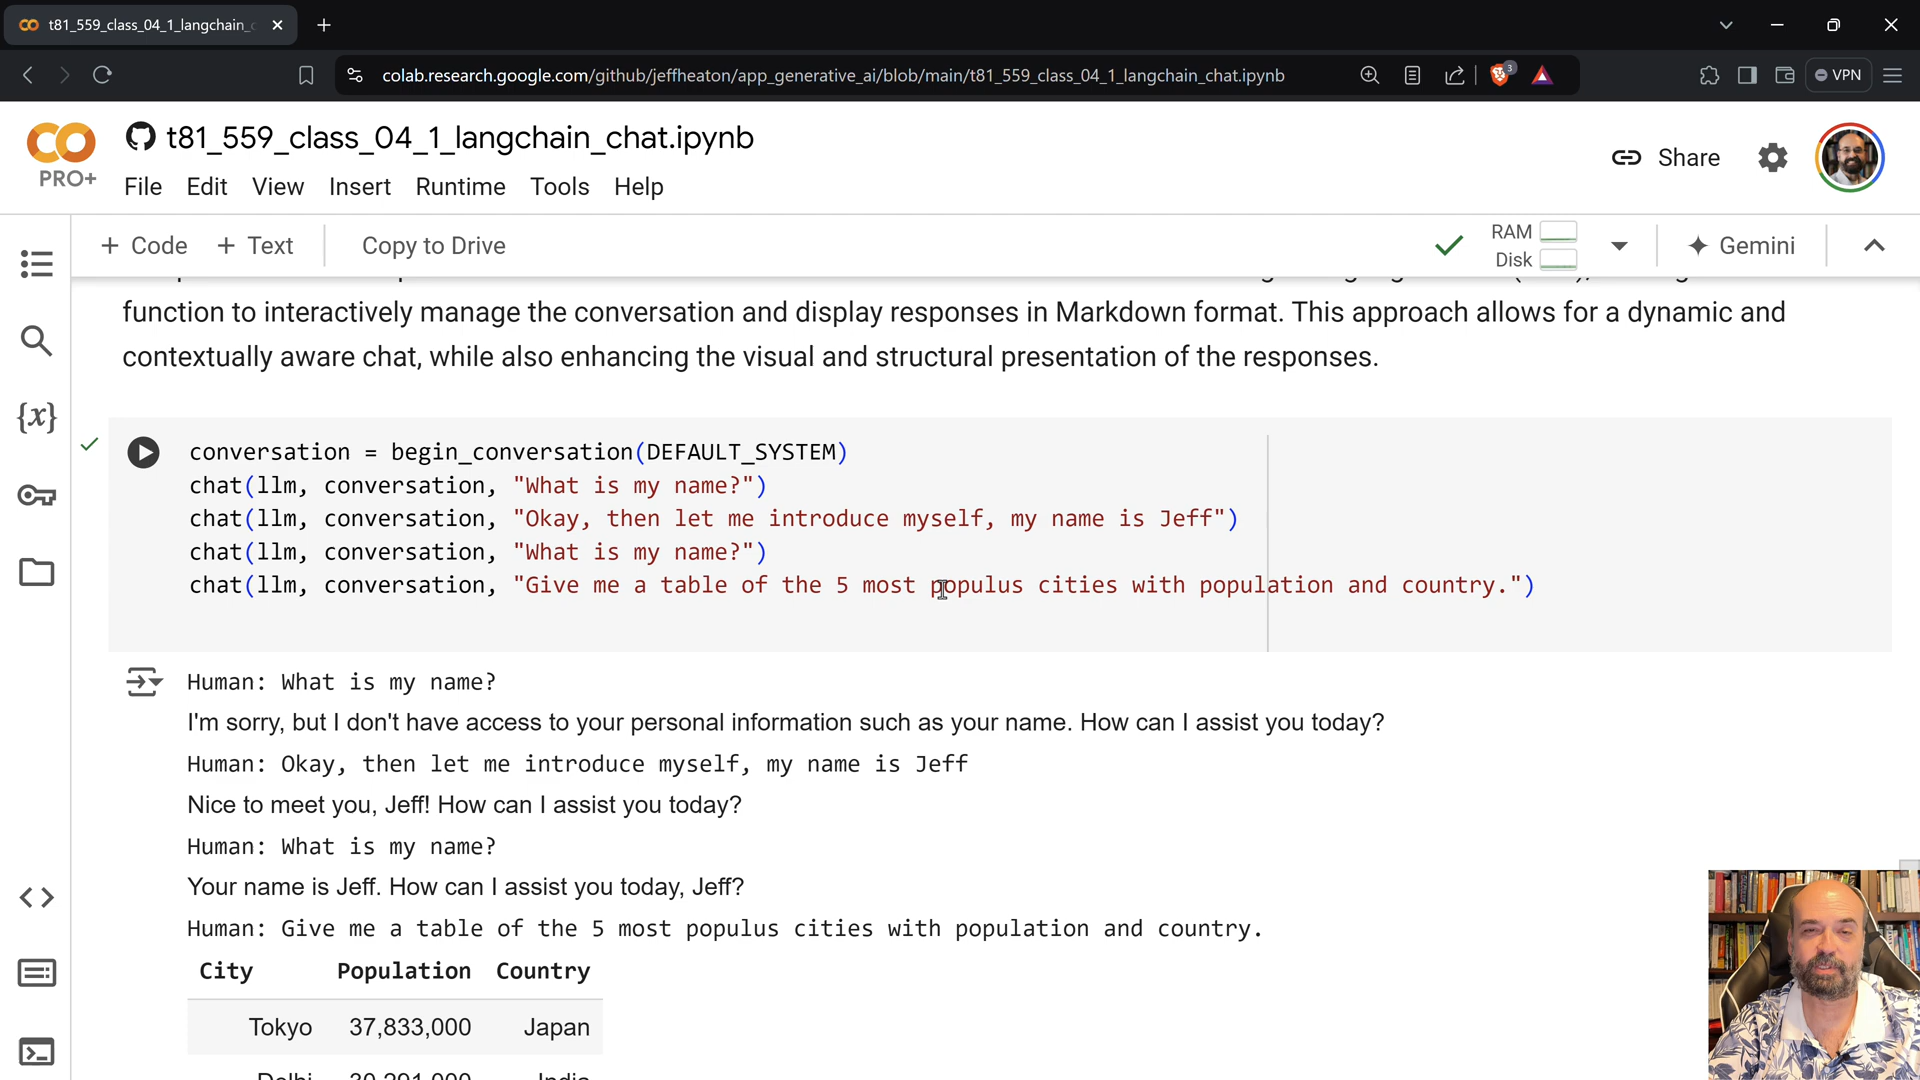 t81_559_class_04_1_langchain_c
colab.research.google.com/github/jeffheaton/app_generative_ai/blob/main/t81_559_class_04_1_langchain_chat.ipynb
3
VPN
t81_559_class_04_1_langchain_chat.ipynb
PRO+
File Edit View Insert Runtime Tools Help
Share
+ Code + Text Copy to Drive
RAM
Disk
Gemini
function to interactively manage the conversation and display responses in Markdown format. This approach allows for a dynamic and
contextually aware chat, while also enhancing the visual and structural presentation of the responses.
conversation = begin_conversation(DEFAULT_SYSTEM)
chat(llm, conversation, "What is my name?")
chat(llm, conversation, "Okay, then let me introduce myself, my name is Jeff")
chat(llm, conversation, "What is my name?")
chat(llm, conversation, "Give me a table of the 5 most populus cities with population and country.")
Human: What is my name?
I'm sorry, but I don't have access to your personal information such as your name. How can I assist you today?
Human: Okay, then let me introduce myself, my name is Jeff
Nice to meet you, Jeff! How can I assist you today?
Human: What is my name?
Your name is Jeff. How can I assist you today, Jeff?
Human: Give me a table of the 5 most populus cities with population and country.
City Population Country
Tokyo 37,833,000 Japan
Delhi India